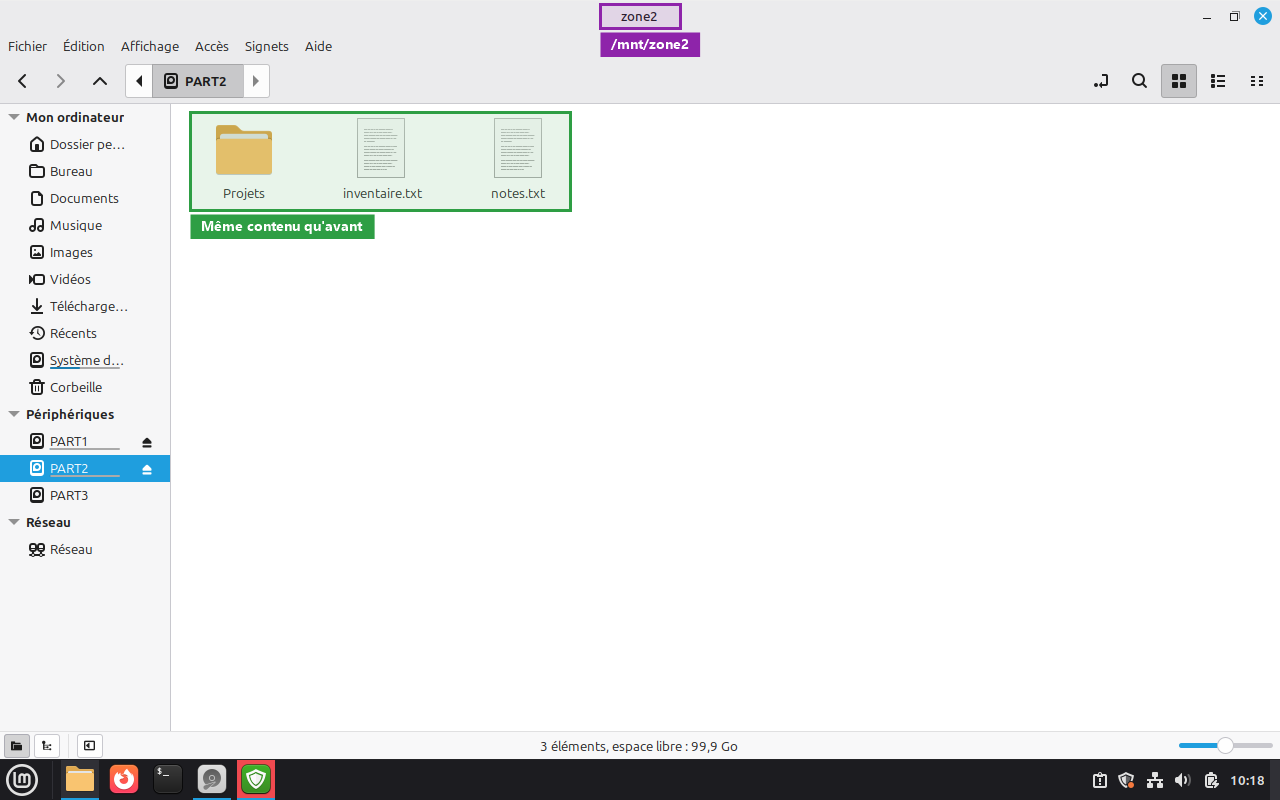 zone2
/mnt/zone2
Fichier Édition Affichage Accès Signets Aide
PART2
Mon ordinateur
Dossier pe…
Bureau
Documents
Musique
Images
Vidéos
Télécharge…
Récents
Système d…
Corbeille
Périphériques
PART1
PART2
PART3
Réseau
Réseau
Projets
inventaire.txt
notes.txt
Même contenu qu'avant
3 éléments, espace libre : 99,9 Go
10:18